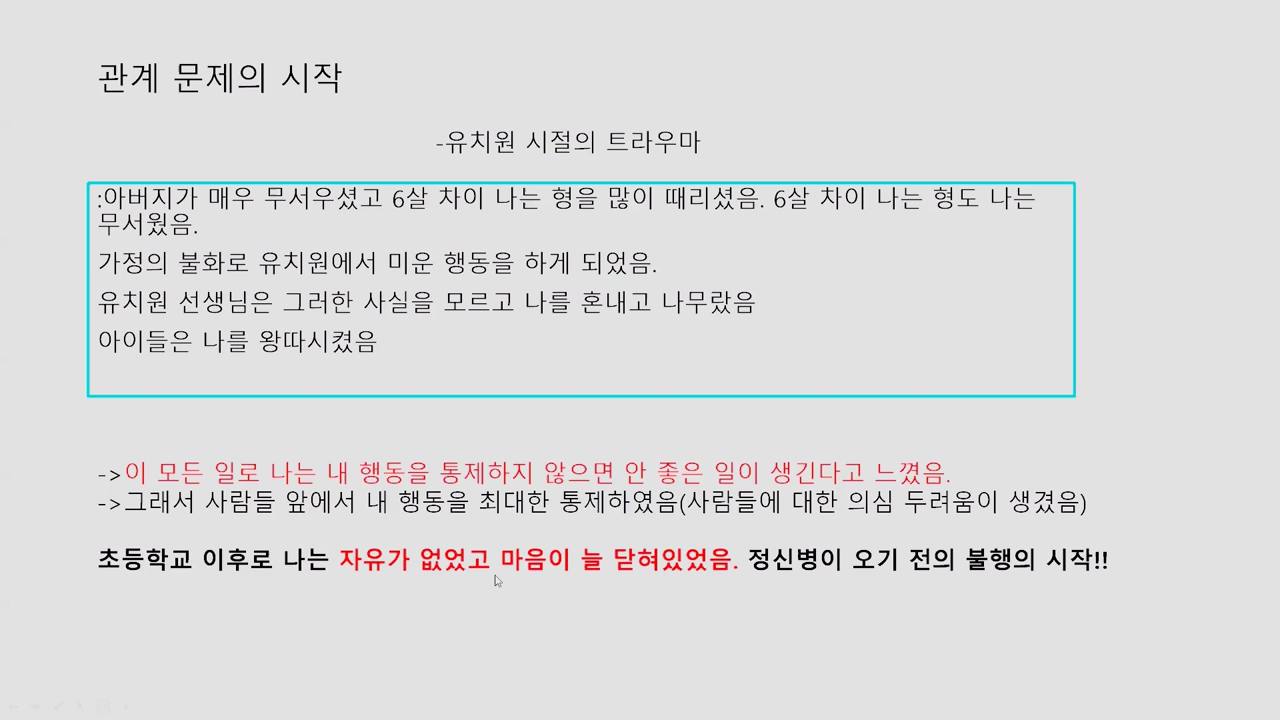 관계 문제의 시작
-유치원 시절의 트라우마
:아버지가 매우 무서우셨고 6살 차이 나는 형을 많이 때리셨음. 6살 차이 나는 형도 나는
무서웠음.
가정의 불화로 유치원에서 미운 행동을 하게 되었음.
유치원 선생님은 그러한 사실을 모르고 나를 혼내고 나무랐음
아이들은 나를 왕따시켰음
->이 모든 일로 나는 내 행동을 통제하지 않으면 안 좋은 일이 생긴다고 느꼈음.
->그래서 사람들 앞에서 내 행동을 최대한 통제하였음(사람들에 대한 의심 두려움이 생겼음)
초등학교 이후로 나는 자유가 없었고 마음이 늘 닫혀있었음. 정신병이 오기 전의 불행의 시작!!